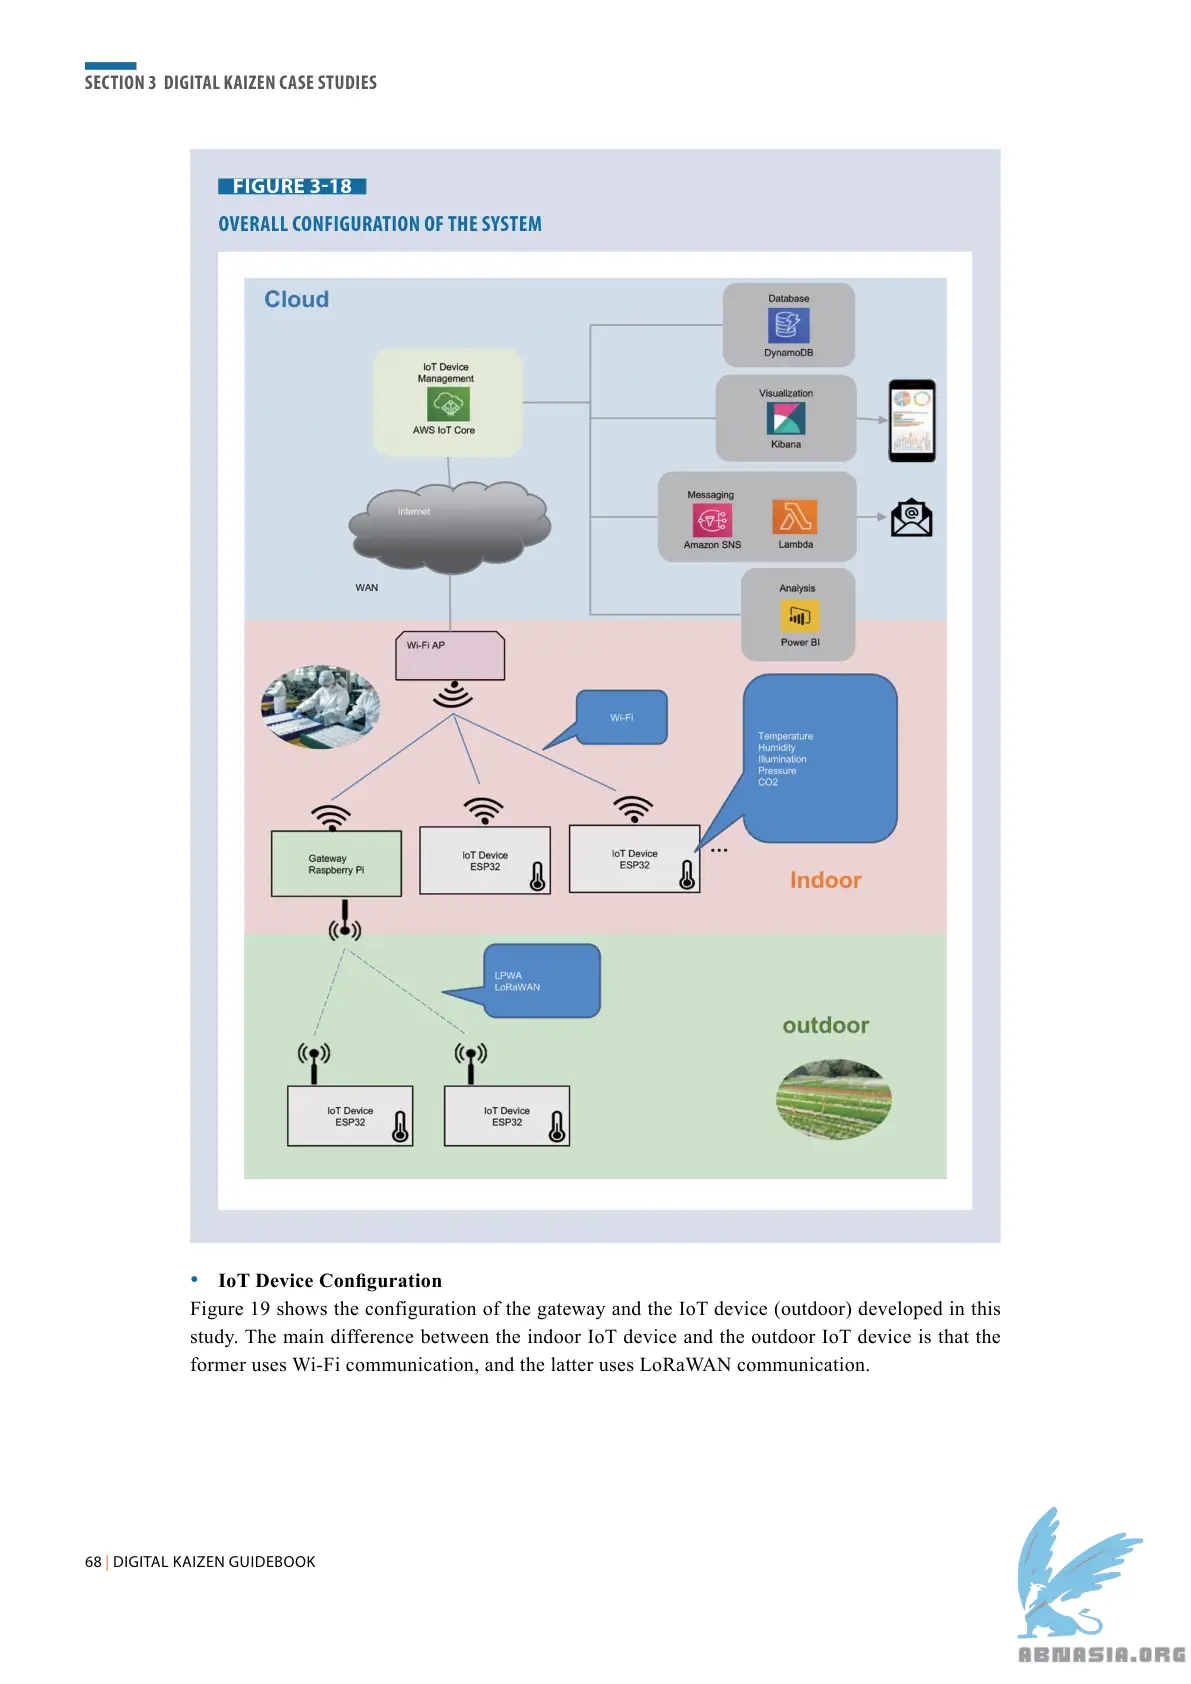 SECTION 3 DIGITAL KAIZEN CASE STUDIES
FIGURE 3-18
OVERALL CONFIGURATION OF THE SYSTEM
Cloud
Database
DynamoDB
IoT Device
Management
AWS IoT Core
Visualization
Kibana
Internet
Messaging
Amazon SNS
Lambda
WAN
Analysis
Power BI
Wi-Fi AP
Wi-Fi
Temperature
Humidity
Illumination
Pressure
CO2
Gateway
Raspberry Pi
IoT Device
ESP32
IoT Device
ESP32
...
Indoor
LPWA
LoRaWAN
outdoor
IoT Device
ESP32
IoT Device
ESP32
• IoT Device Configuration
Figure 19 shows the configuration of the gateway and the IoT device (outdoor) developed in this
study. The main difference between the indoor IoT device and the outdoor IoT device is that the
former uses Wi-Fi communication, and the latter uses LoRaWAN communication.
68 | DIGITAL KAIZEN GUIDEBOOK
ABNASIA.ORG